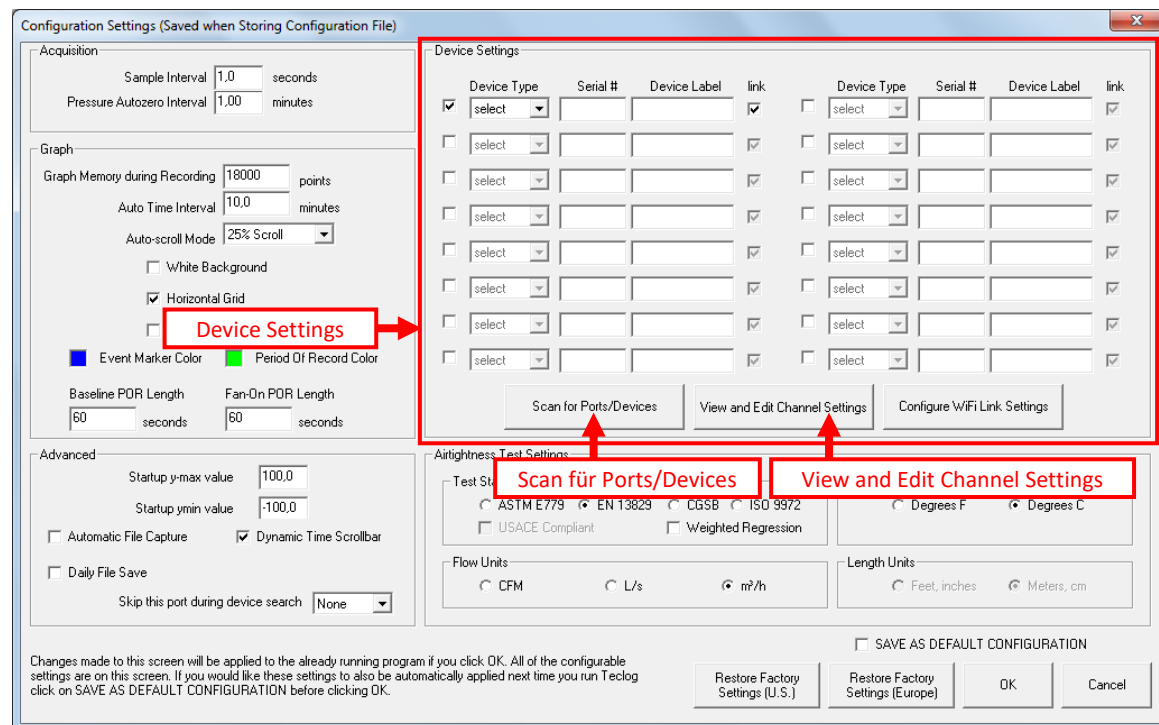 Configuration Settings (Saved when Storing Configuration File)
Acquisition
Sample Interval 1,0 seconds
Pressure Autozero Interval 1,00 minutes
Graph
Graph Memory during Recording 18000 points
Auto Time Interval 10,0 minutes
Auto-scroll Mode 25% Scroll
White Background
Horizontal Grid
Event Marker Color Period Of Record Color
Baseline POR Length Fan-On POR Length
60 seconds 60 seconds
Advanced
Startup y-max value 100,0
Startup ymin value -100,0
Automatic File Capture Dynamic Time Scrollbar
Daily File Save
Skip this port during device search None
Device Settings
Device Type Serial # Device Label link Device Type Serial # Device Label link
select select
select select
select select
select select
select select
select select
select select
select select
Device Settings
Scan for Ports/Devices View and Edit Channel Settings Configure WiFi Link Settings
Airtightness Test Settings
Scan für Ports/Devices View and Edit Channel Settings
ASTM E779 EN 13829 CGSB ISO 9972
USACE Compliant Weighted Regression
Degrees F Degrees C
Flow Units
CFM L/s m³/h
Length Units
Feet, inches Meters, cm
SAVE AS DEFAULT CONFIGURATION
Changes made to this screen will be applied to the already running program if you click OK. All of the configurable
settings are on this screen. If you would like these settings to also be automatically applied next time you run Teclog
click on SAVE AS DEFAULT CONFIGURATION before clicking OK.
Restore Factory
Settings (U.S.)
Restore Factory
Settings (Europe)
OK
Cancel